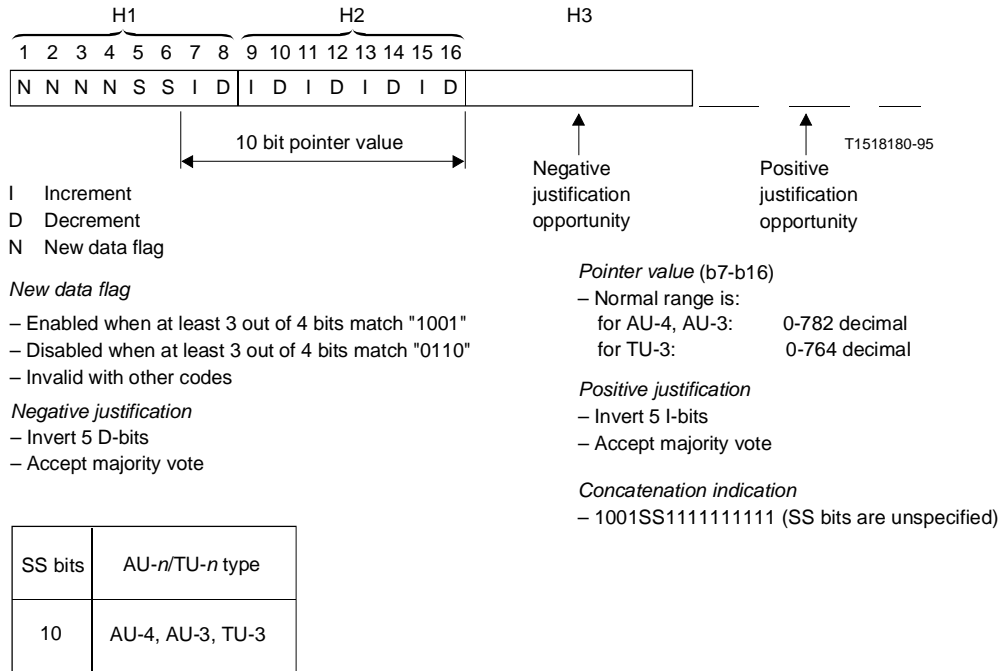 H1 H2 H3
1 2 3 4 5 6 7 8 9 10 11 12 13 14 15 16
N N N N S S I D I D I D I D I D
10 bit pointer value
T1518180-95
Negative
justification
opportunity
Positive
justification
opportunity
I Increment
D Decrement
N New data flag
New data flag
– Enabled when at least 3 out of 4 bits match "1001"
– Disabled when at least 3 out of 4 bits match "0110"
– Invalid with other codes
Negative justification
– Invert 5 D-bits
– Accept majority vote
Pointer value (b7-b16)
– Normal range is:
for AU-4, AU-3: 0-782 decimal
for TU-3: 0-764 decimal
Positive justification
– Invert 5 I-bits
– Accept majority vote
Concatenation indication
– 1001SS1111111111 (SS bits are unspecified)
SS bits AU-n/TU-n type
10 AU-4, AU-3, TU-3